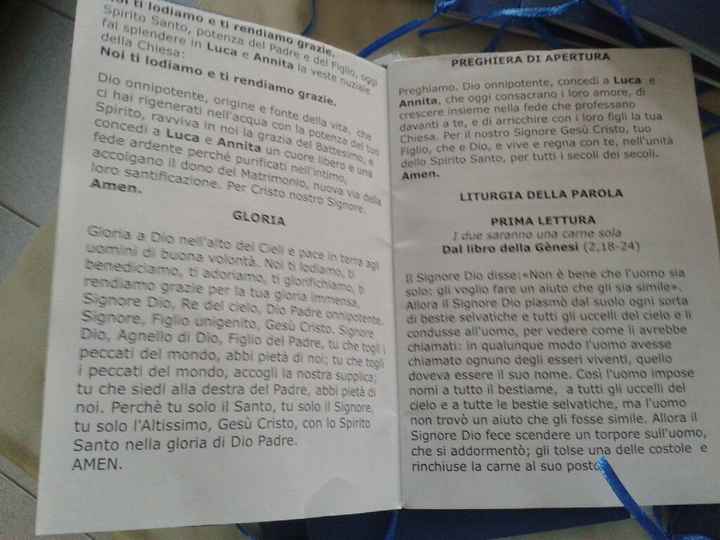 Noi ti lodiamo e ti rendiamo grazie.
Spirito Santo, potenza del Padre e del Figlio, oggi
fai splendere in Luca e Annita la veste nuziale
della Chiesa:
Noi ti lodiamo e ti rendiamo grazie.
Dio onnipotente, origine e fonte della vita, che
ci hai rigenerati nell'acqua con la potenza del tuo
Spirito, ravviva in noi la grazia del Battesimo, e
concedi a Luca e Annita un cuore libero e una
fede ardente perché purificati nell'intimo,
accolgano il dono del Matrimonio, nuova via della
loro santificazione. Per Cristo nostro Signore.
Amen.
GLORIA
Gloria a Dio nell'alto dei Cieli e pace in terra agli
uomini di buona volontà. Noi ti lodiamo, ti
benediciamo, ti adoriamo, ti glorifichiamo, ti
rendiamo grazie per la tua gloria immensa,
Signore Dio, Re del cielo, Dio Padre onnipotente.
Signore, Figlio unigenito, Gesù Cristo, Signore
Dio, Agnello di Dio, Figlio del Padre, tu che togli i
peccati del mondo, abbi pietà di noi; tu che togli
i peccati del mondo, accogli la nostra supplica;
tu che siedi alla destra del Padre, abbi pietà di
noi. Perchè tu solo il Santo, tu solo il Signore,
tu solo l'Altissimo, Gesù Cristo, con lo Spirito
Santo nella gloria di Dio Padre.
AMEN.
PREGHIERA DI APERTURA
Preghiamo. Dio onnipotente, concedi a Luca e
Annita, che oggi consacrano i loro amore, di
crescere insieme nella fede che professano
davanti a te, e di arricchire con i loro figli la tua
Chiesa. Per il nostro Signore Gesù Cristo, tuo
Figlio, che e Dio, e vive e regna con te, nell'unità
dello Spirito Santo, per tutti i secoli dei secoli.
Amen.
LITURGIA DELLA PAROLA
PRIMA LETTURA
I due saranno una carne sola
Dal libro della Gènesi (2,18-24)
Il Signore Dio disse:«Non è bene che l'uomo sia
solo: gli voglio fare un aiuto che gli sia simile».
Allora il Signore Dio plasmò dal suolo ogni sorta
di bestie selvatiche e tutti gli uccelli del cielo e li
condusse all'uomo, per vedere come li avrebbe
chiamati: in qualunque modo l'uomo avesse
chiamato ognuno degli esseri viventi, quello
doveva essere il suo nome. Così l'uomo impose
nomi a tutto il bestiame, a tutti gli uccelli del
cielo e a tutte le bestie selvatiche, ma l'uomo
non trovò un aiuto che gli fosse simile. Allora il
Signore Dio fece scendere un torpore sull'uomo,
che si addormentò; gli tolse una delle costole e
rinchiuse la carne al suo posto